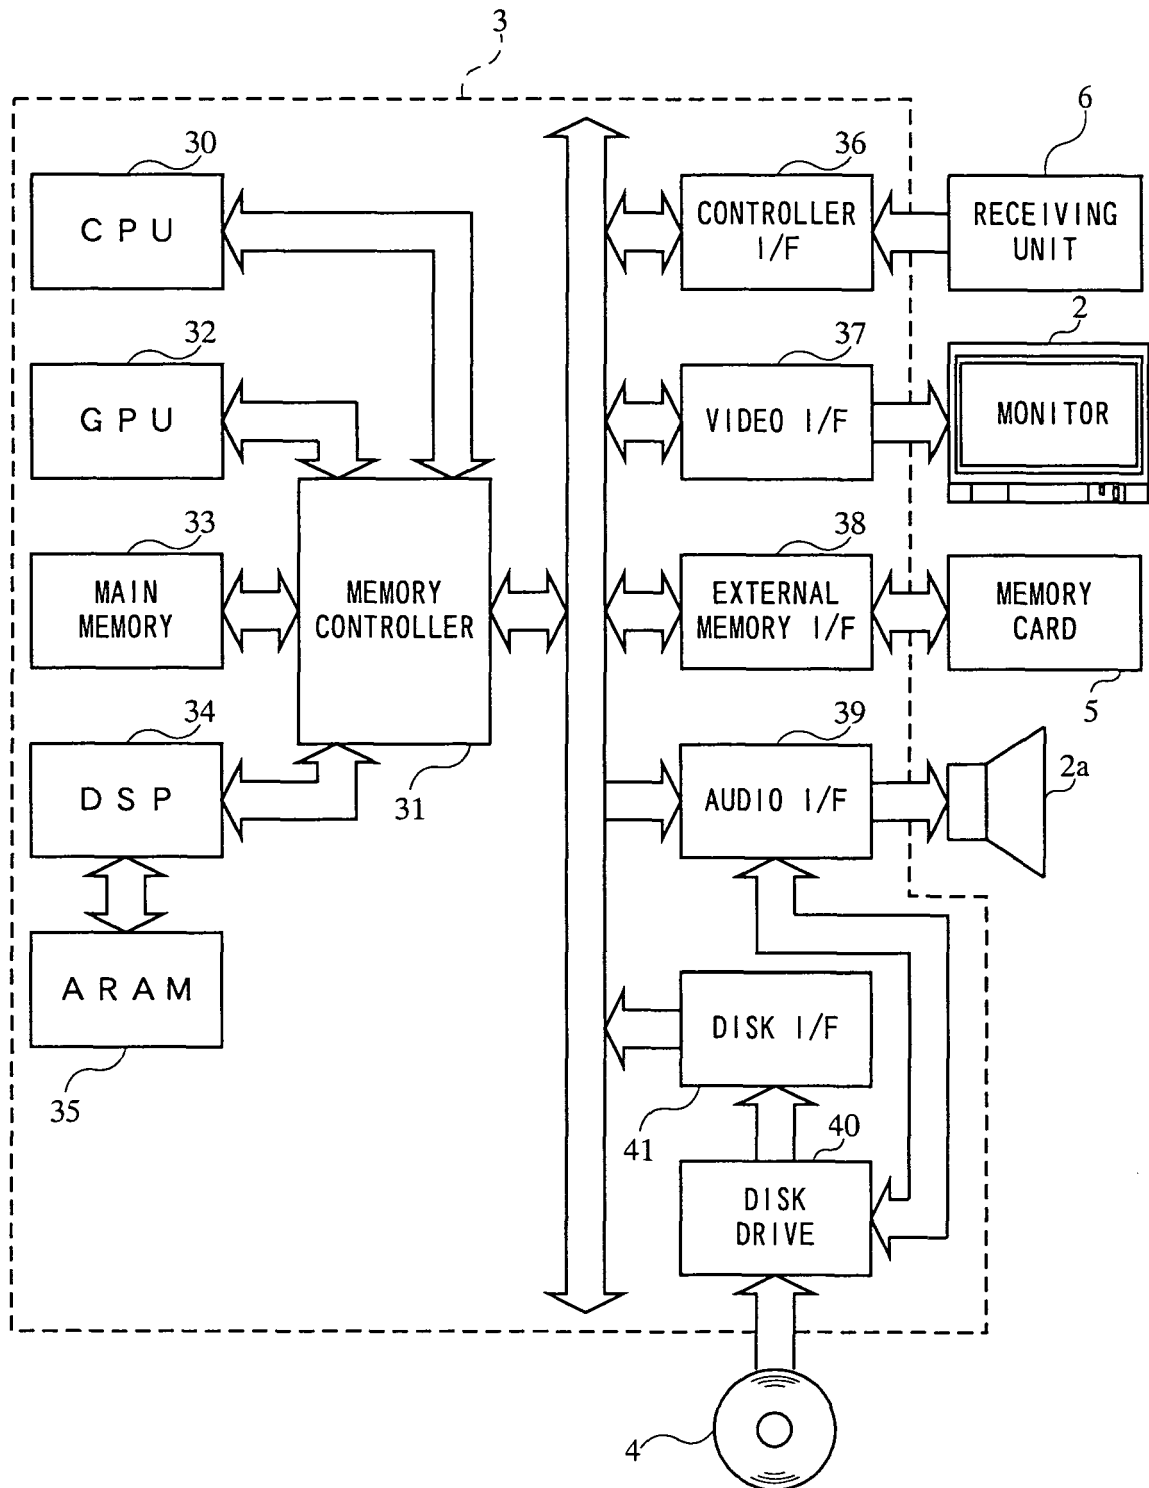 3
30
CPU
32
GPU
33
MAIN
MEMORY
34
DSP
ARAM
35
MEMORY
CONTROLLER
31
36
CONTROLLER
I/F
37
VIDEO I/F
38
EXTERNAL
MEMORY I/F
39
AUDIO I/F
DISK I/F
41
40
DISK
DRIVE
6
RECEIVING
UNIT
2
MONITOR
MEMORY
CARD
5
2a
4